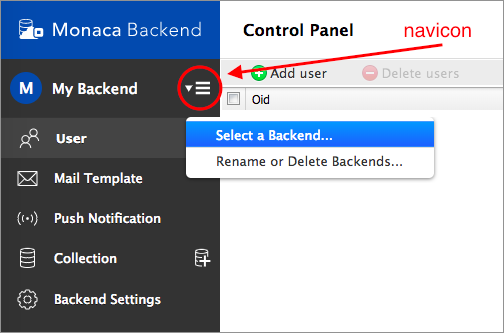 Monaca Backend
Control Panel
navicon
M
My Backend
Add user
Delete users
Oid
User
Select a Backend...
Rename or Delete Backends...
Mail Template
Push Notification
Collection
Backend Settings